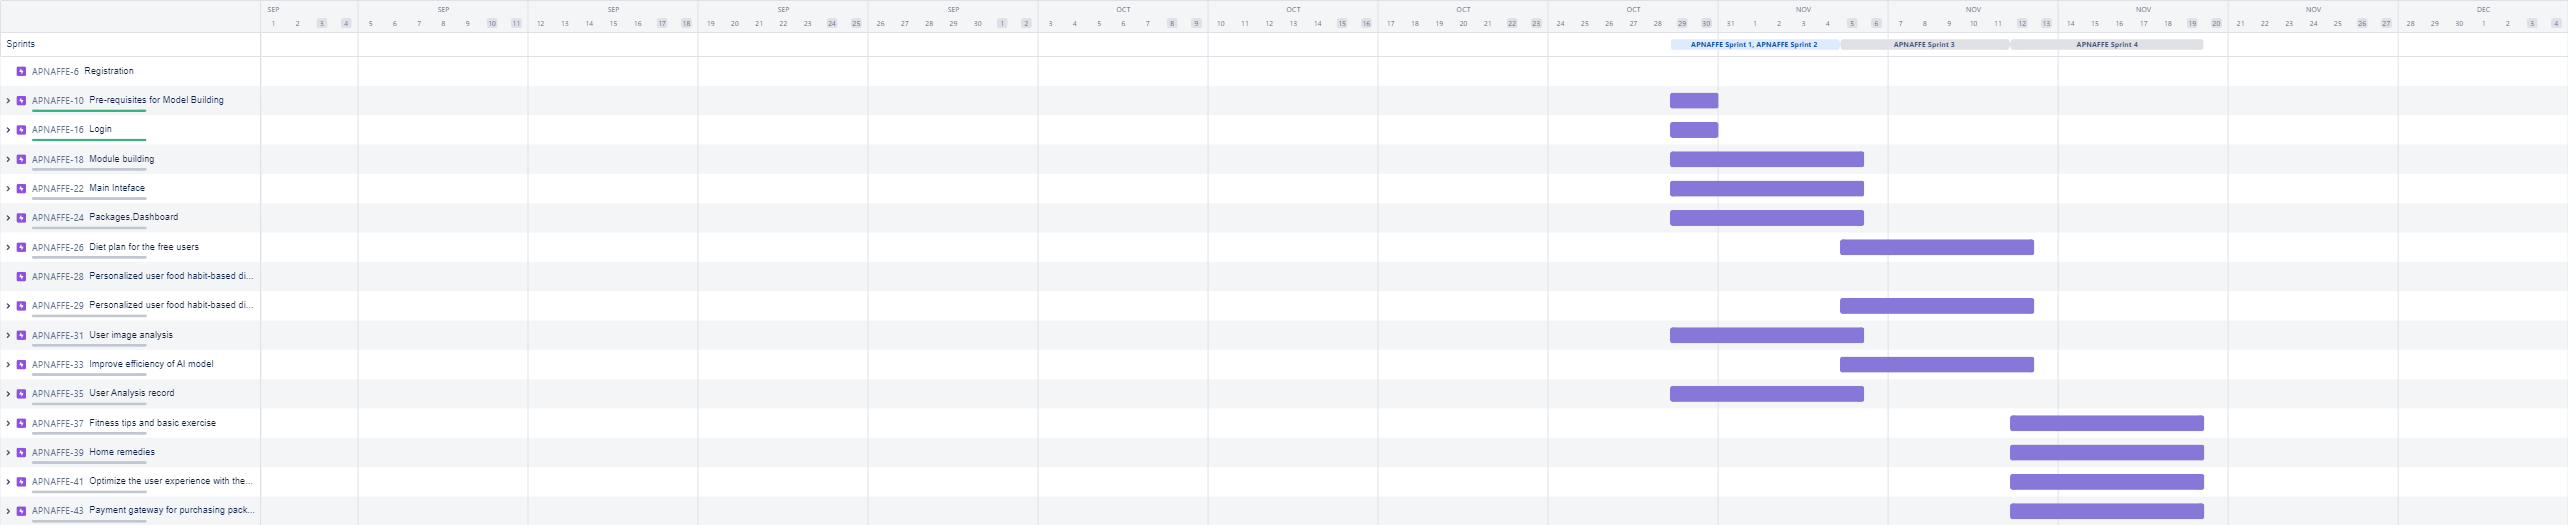 SEP SEP SEP SEP SEP OCT OCT OCT OCT NOV NOV NOV NOV DEC
1 2 3 4 5 6 7 8 9 10 11 12 13 14 15 16 17 18 19 20 21 22 23 24 25 26 27 28 29 30 1 2 3 4 5 6 7 8 9 10 11 12 13 14 15 16 17 18 19 20 21 22 23 24 25 26 27 28 29 30 31 1 2 3 4 5 6 7 8 9 10 11 12 13 14 15 16 17 18 19 20 21 22 23 24 25 26 27 28 29 30 1 2 3 4
Sprints APNAFFE Sprint 1, APNAFFE Sprint 2 APNAFFE Sprint 3 APNAFFE Sprint 4
APNAFFE-6 Registration
APNAFFE-10 Pre-requisites for Model Building
APNAFFE-16 Login
APNAFFE-18 Module building
APNAFFE-22 Main Inteface
APNAFFE-24 Packages,Dashboard
APNAFFE-26 Diet plan for the free users
APNAFFE-28 Personalized user food habit-based di...
APNAFFE-29 Personalized user food habit-based di...
APNAFFE-31 User image analysis
APNAFFE-33 Improve efficiency of AI model
APNAFFE-35 User Analysis record
APNAFFE-37 Fitness tips and basic exercise
APNAFFE-39 Home remedies
APNAFFE-41 Optimize the user experience with the...
APNAFFE-43 Payment gateway for purchasing pack...